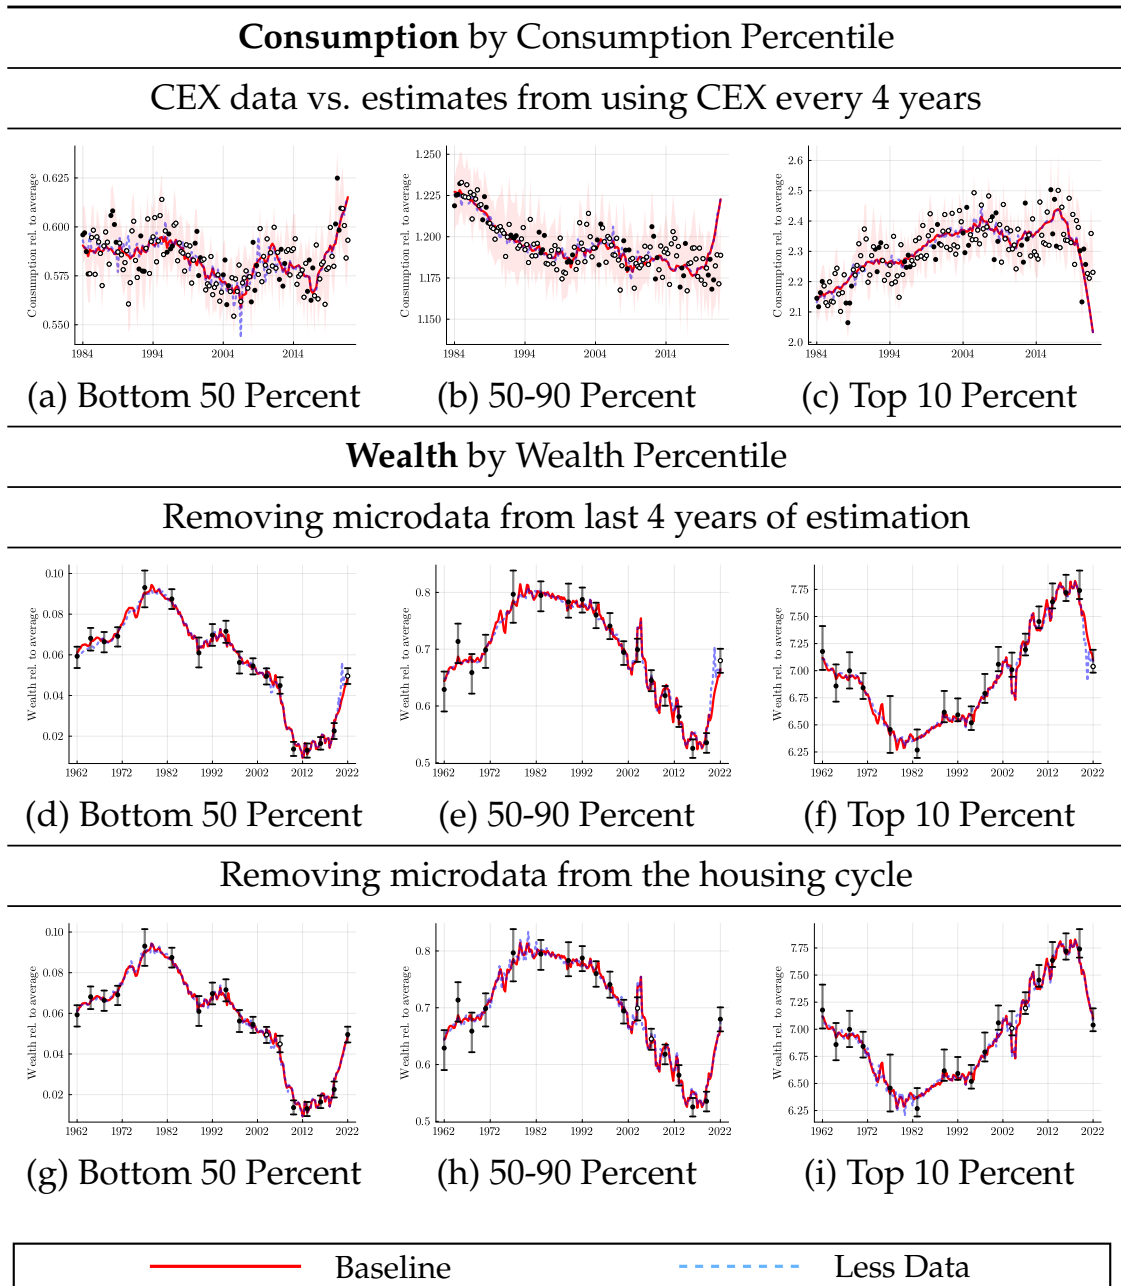 Consumption by Consumption Percentile
CEX data vs. estimates from using CEX every 4 years
Consumption rel. to average
0.625
0.600
0.575
0.550
1984 1994 2004 2014
Consumption rel. to average
1.250
1.225
1.200
1.175
1.150
1984 1994 2004 2014
Consumption rel. to average
2.6
2.5
2.4
2.3
2.2
2.1
2.0
1984 1994 2004 2014
(a) Bottom 50 Percent (b) 50-90 Percent (c) Top 10 Percent
Wealth by Wealth Percentile
Removing microdata from last 4 years of estimation
Wealth rel. to average
0.10
0.08
0.06
0.04
0.02
1962 1972 1982 1992 2002 2012 2022
Wealth rel. to average
0.8
0.7
0.6
0.5
1962 1972 1982 1992 2002 2012 2022
Wealth rel. to average
7.75
7.50
7.25
7.00
6.75
6.50
6.25
1962 1972 1982 1992 2002 2012 2022
(d) Bottom 50 Percent (e) 50-90 Percent (f) Top 10 Percent
Removing microdata from the housing cycle
Wealth rel. to average
0.10
0.08
0.06
0.04
0.02
1962 1972 1982 1992 2002 2012 2022
Wealth rel. to average
0.8
0.7
0.6
0.5
1962 1972 1982 1992 2002 2012 2022
Wealth rel. to average
7.75
7.50
7.25
7.00
6.75
6.50
6.25
1962 1972 1982 1992 2002 2012 2022
(g) Bottom 50 Percent (h) 50-90 Percent (i) Top 10 Percent
Baseline Less Data